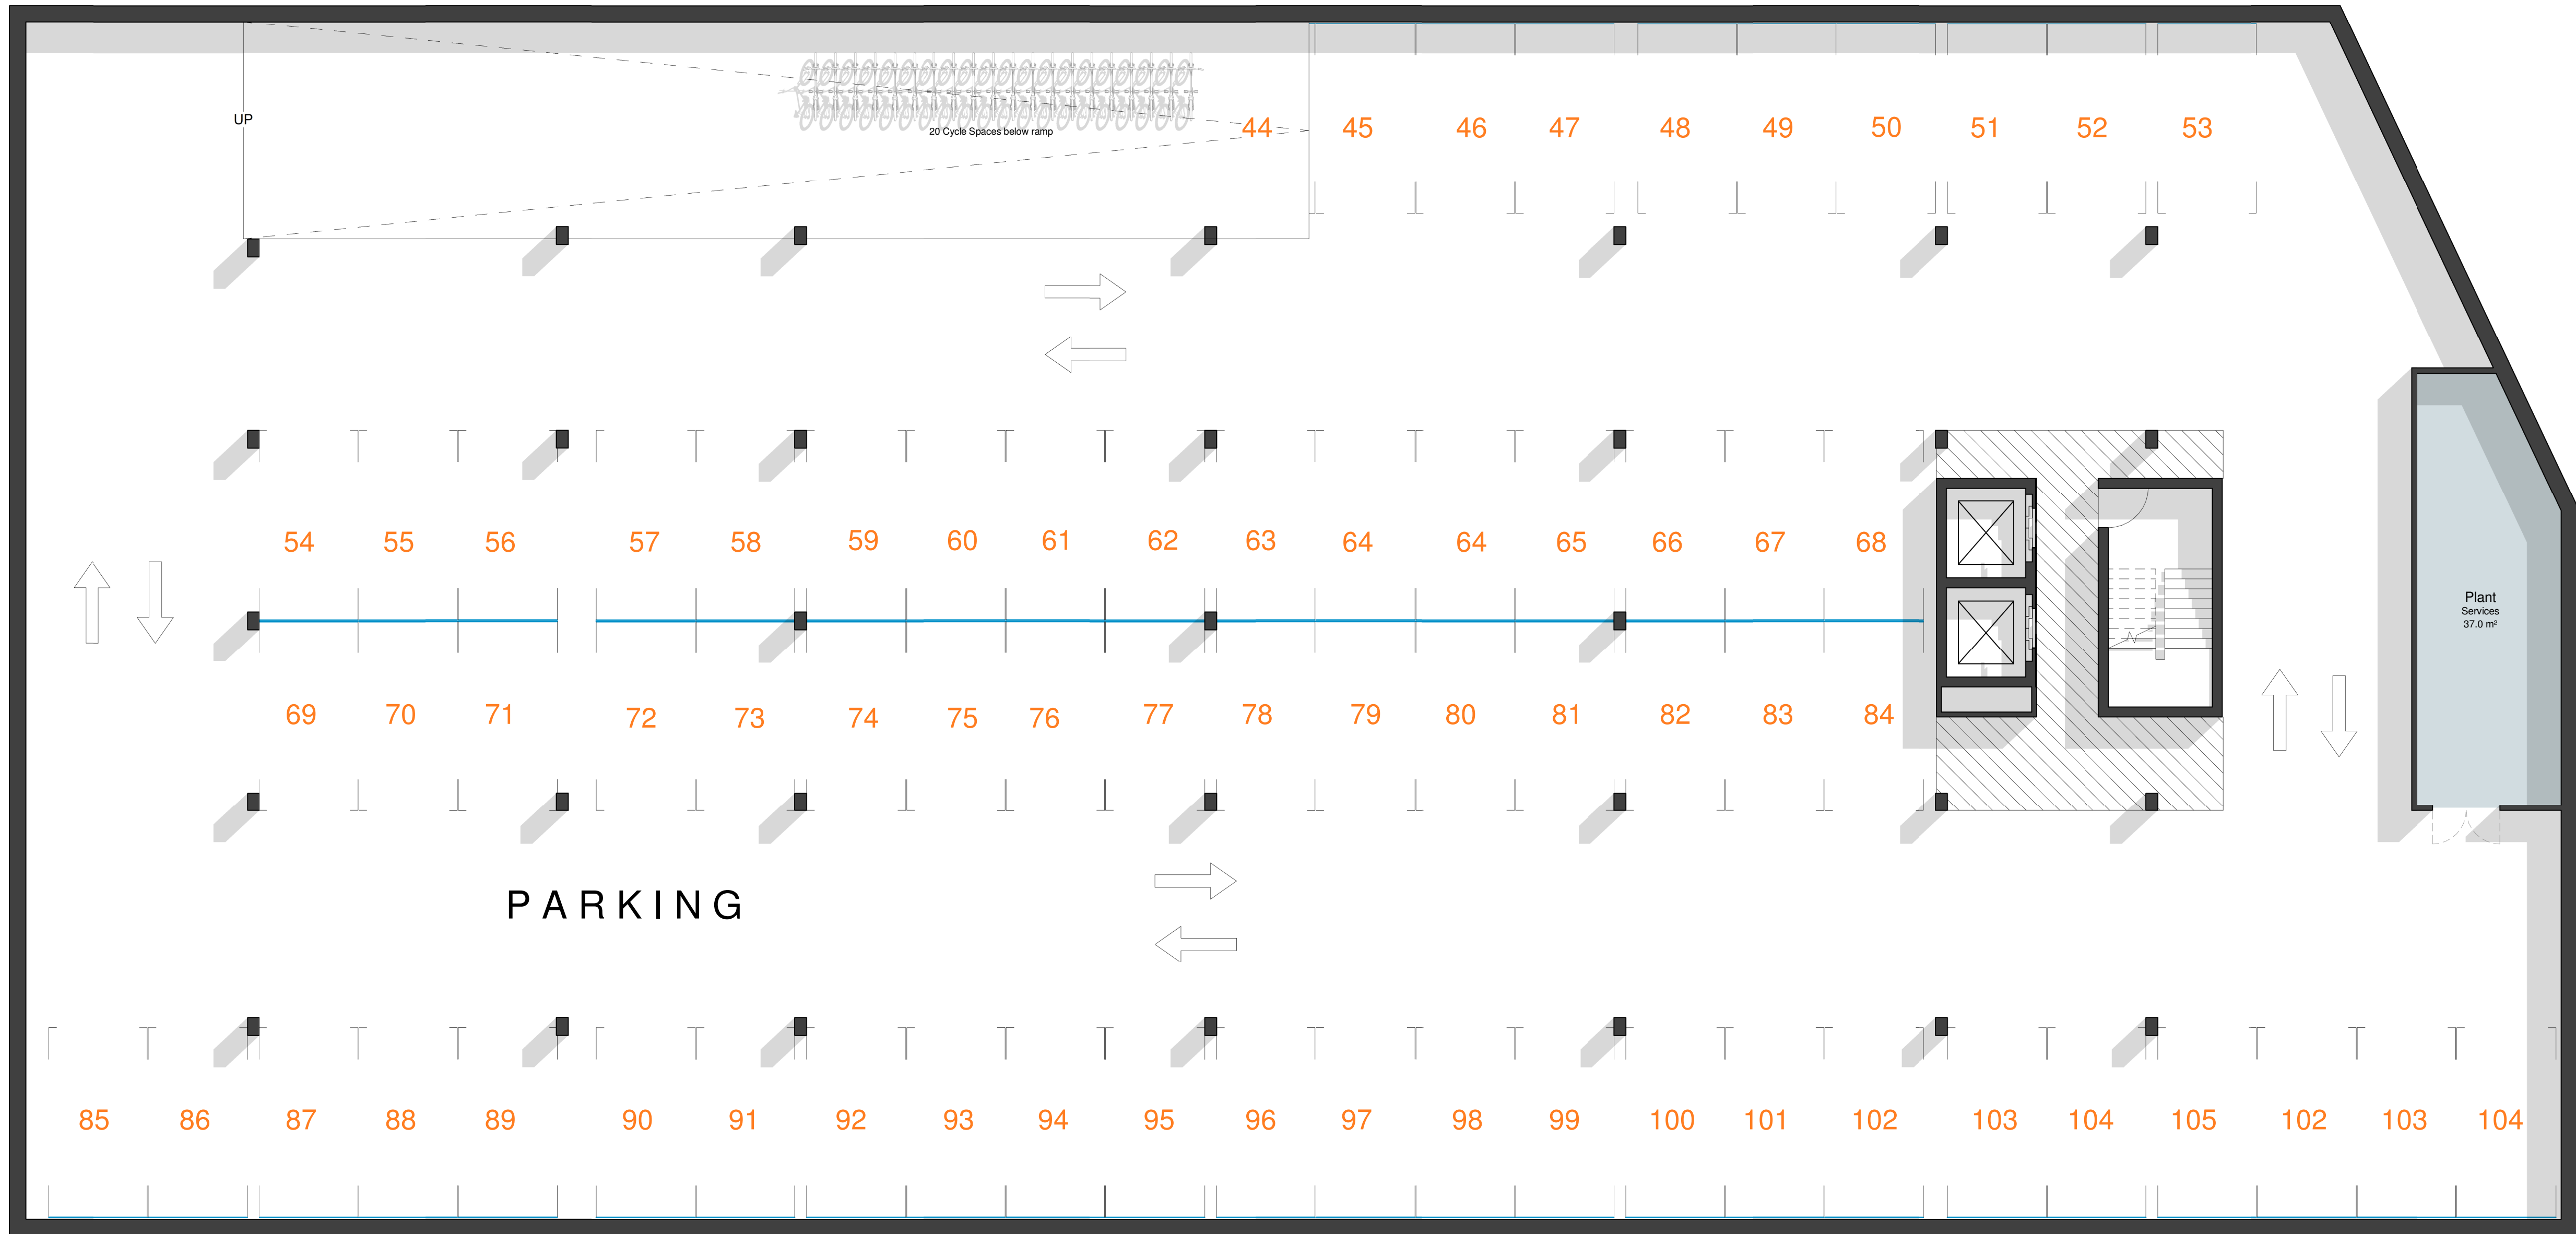 UP
20 Cycle Spaces below ramp
44 45 46 47 48 49 50 51 52 53
54 55 56 57 58 59 60 61 62 63 64 64 65 66 67 68
Plant
Services
37.0 m²
69 70 71 72 73 74 75 76 77 78 79 80 81 82 83 84
PARKING
85 86 87 88 89 90 91 92 93 94 95 96 97 98 99 100 101 102 103 104 105 102 103 104